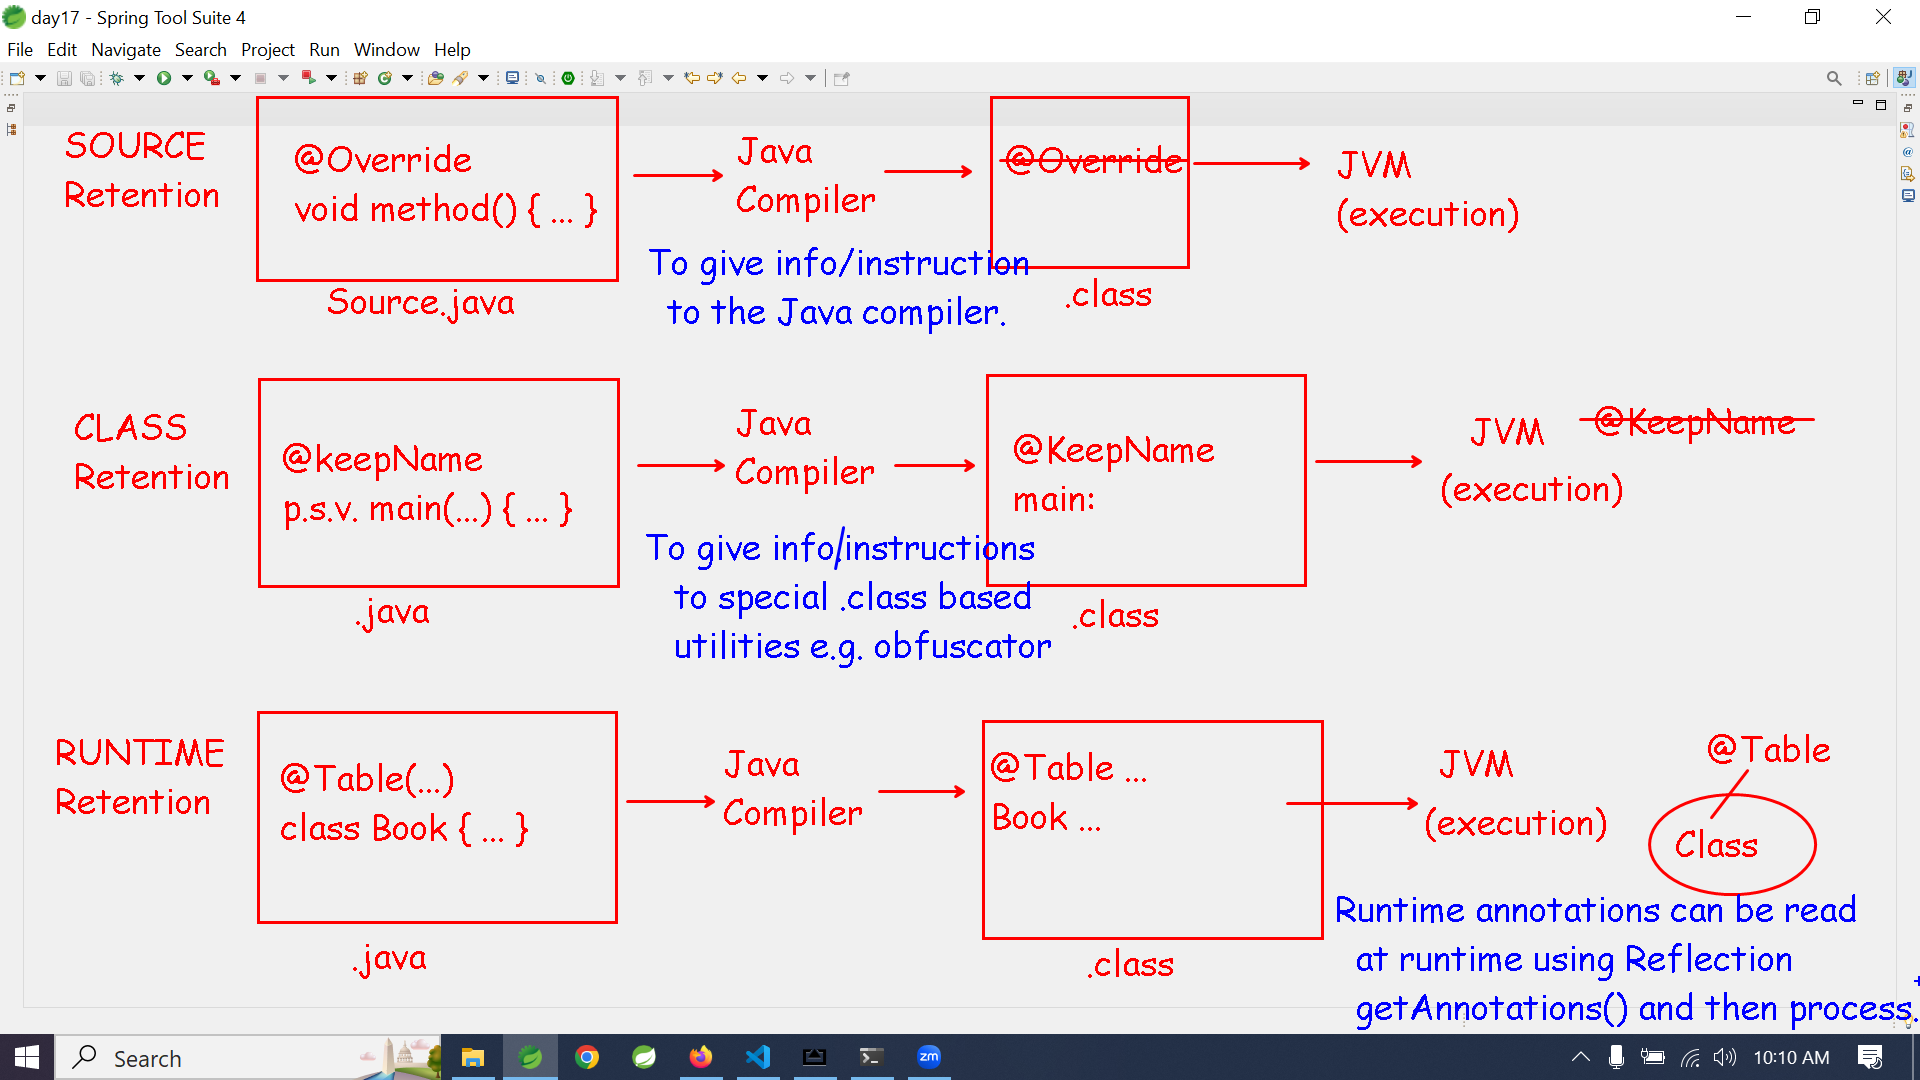 day17 - Spring Tool Suite 4
File Edit Navigate Search Project Run Window Help
SOURCE
Retention
@Override
void method() { ... }
Source.java
Java
Compiler
To give info/instruction
to the Java compiler.
@Override
.class
JVM
(execution)
CLASS
Retention
@keepName
p.s.v. main(...) { ... }
.java
Java
Compiler
To give info/instructions
to special .class based
utilities e.g. obfuscator
@KeepName
main:
.class
JVM
(execution)
@KeepName
RUNTIME
Retention
@Table(...)
class Book { ... }
.java
Java
Compiler
@Table ...
Book ...
.class
JVM
(execution)
@Table
Class
Runtime annotations can be read
at runtime using Reflection
getAnnotations() and then process.
Search
zm
10:10 AM